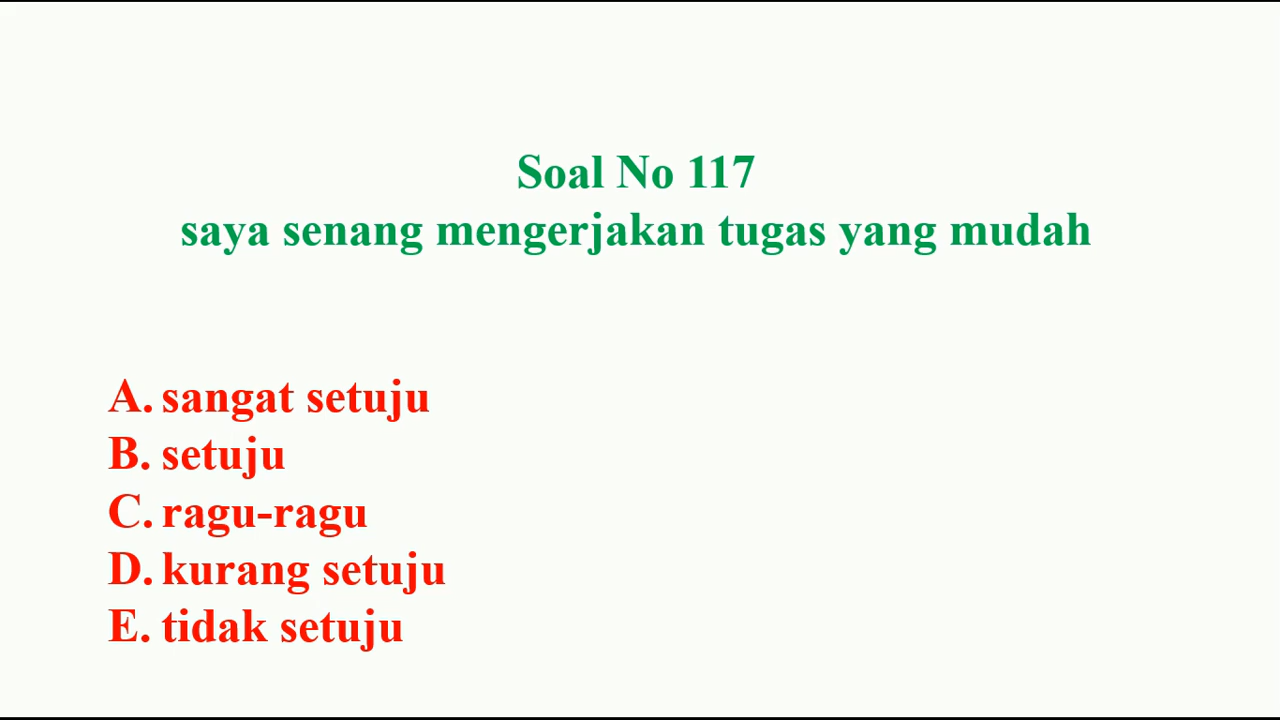 Soal No 117
saya senang mengerjakan tugas yang mudah
A. sangat setuju
B. setuju
C. ragu-ragu
D. kurang setuju
E. tidak setuju